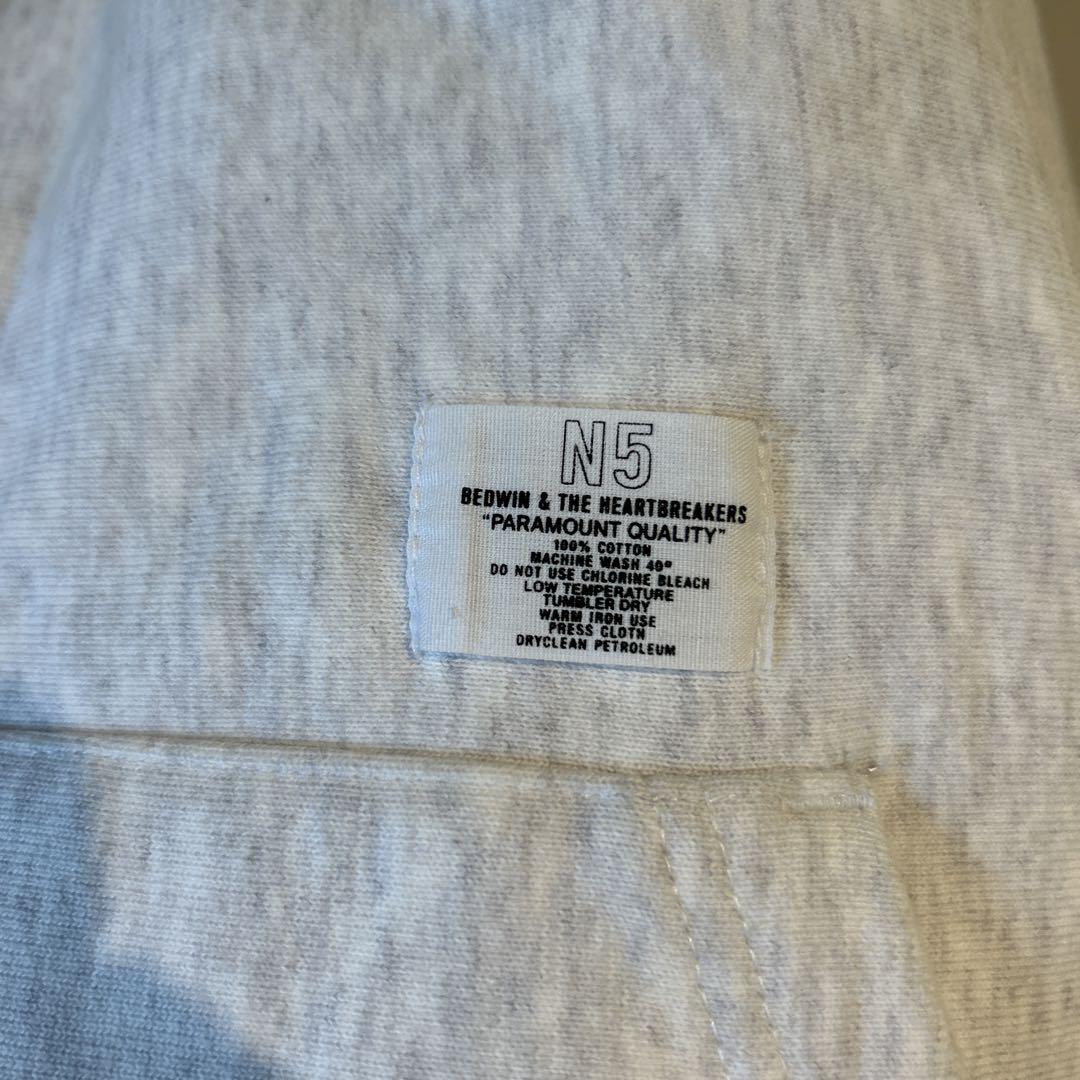 N5
BEDWIN & THE HEARTBREAKERS
"PARAMOUNT QUALITY"
100% COTTON
MACHINE WASH 40°
DO NOT USE CHLORINE BLEACH
LOW TEMPERATURE
TUMBLER DRY
WARM IRON USE
PRESS CLOTH
DRYCLEAN PETROLEUM